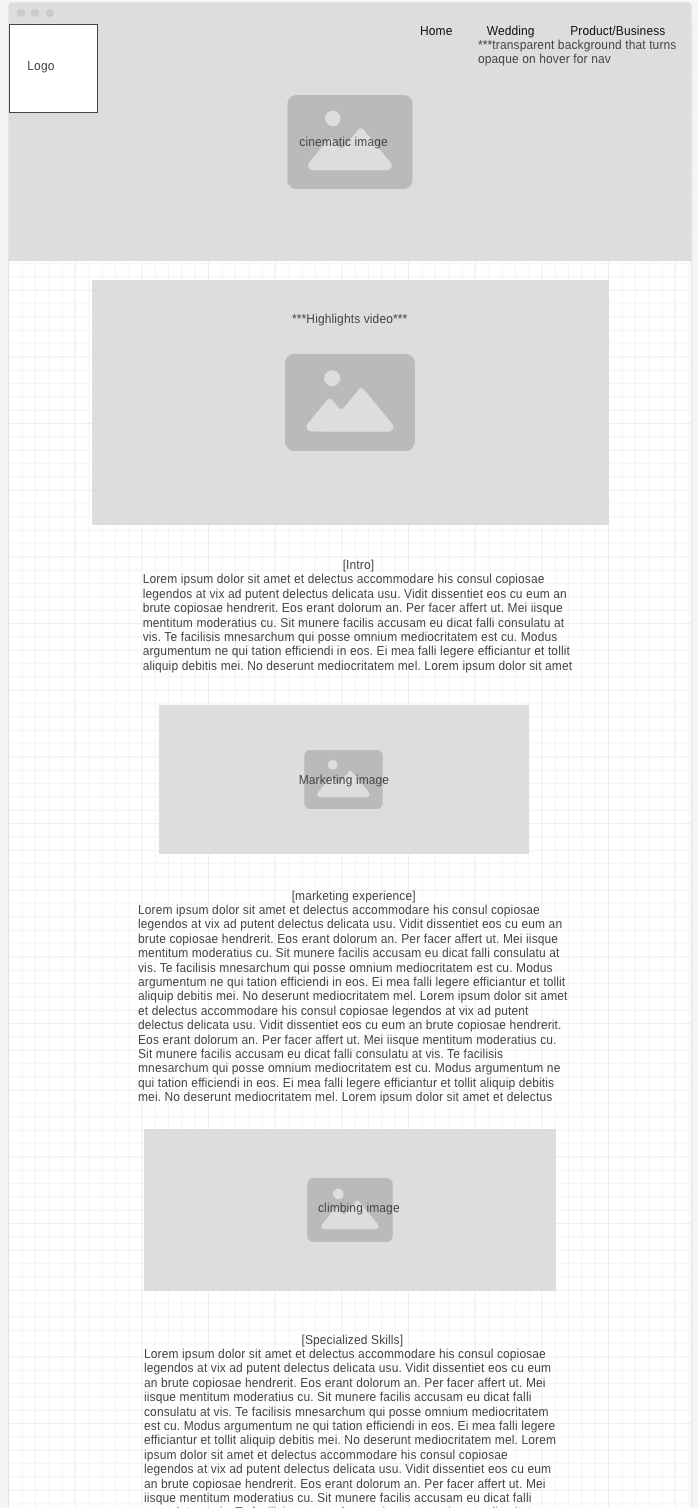 Home Wedding Product/Business
***transparent background that turns
opaque on hover for nav
Logo
cinematic image
***Highlights video***
[Intro]
Lorem ipsum dolor sit amet et delectus accommodare his consul copiosae
legendos at vix ad putent delectus delicata usu. Vidit dissentiet eos cu eum an
brute copiosae hendrerit. Eos erant dolorum an. Per facer affert ut. Mei iisque
mentitum moderatius cu. Sit munere facilis accusam eu dicat falli consulatu at
vis. Te facilisis mnesarchum qui posse omnium mediocritatem est cu. Modus
argumentum ne qui tation efficiendi in eos. Ei mea falli legere efficiantur et tollit
aliquip debitis mei. No deserunt mediocritatem mel. Lorem ipsum dolor sit amet
Marketing image
[marketing experience]
Lorem ipsum dolor sit amet et delectus accommodare his consul copiosae
legendos at vix ad putent delectus delicata usu. Vidit dissentiet eos cu eum an
brute copiosae hendrerit. Eos erant dolorum an. Per facer affert ut. Mei iisque
mentitum moderatius cu. Sit munere facilis accusam eu dicat falli consulatu at
vis. Te facilisis mnesarchum qui posse omnium mediocritatem est cu. Modus
argumentum ne qui tation efficiendi in eos. Ei mea falli legere efficiantur et tollit
aliquip debitis mei. No deserunt mediocritatem mel. Lorem ipsum dolor sit amet
et delectus accommodare his consul copiosae legendos at vix ad putent
delectus delicata usu. Vidit dissentiet eos cu eum an brute copiosae hendrerit.
Eos erant dolorum an. Per facer affert ut. Mei iisque mentitum moderatius cu.
Sit munere facilis accusam eu dicat falli consulatu at vis. Te facilisis
mnesarchum qui posse omnium mediocritatem est cu. Modus argumentum ne
qui tation efficiendi in eos. Ei mea falli legere efficiantur et tollit aliquip debitis
mei. No deserunt mediocritatem mel. Lorem ipsum dolor sit amet et delectus
climbing image
[Specialized Skills]
Lorem ipsum dolor sit amet et delectus accommodare his consul copiosae
legendos at vix ad putent delectus delicata usu. Vidit dissentiet eos cu eum
an brute copiosae hendrerit. Eos erant dolorum an. Per facer affert ut. Mei
iisque mentitum moderatius cu. Sit munere facilis accusam eu dicat falli
consulatu at vis. Te facilisis mnesarchum qui posse omnium mediocritatem
est cu. Modus argumentum ne qui tation efficiendi in eos. Ei mea falli legere
efficiantur et tollit aliquip debitis mei. No deserunt mediocritatem mel. Lorem
ipsum dolor sit amet et delectus accommodare his consul copiosae
legendos at vix ad putent delectus delicata usu. Vidit dissentiet eos cu eum
an brute copiosae hendrerit. Eos erant dolorum an. Per facer affert ut. Mei
iisque mentitum moderatius cu. Sit munere facilis accusam eu dicat falli